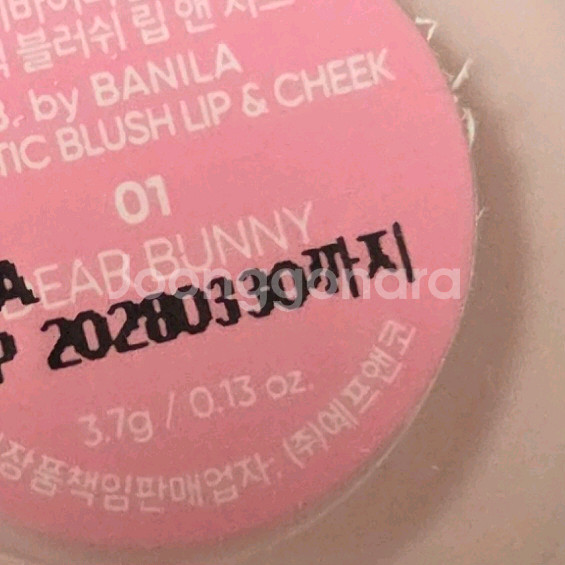 블러쉬 립 앤
by BANILA
BLUSH LIP & CHEEK
01
DEAR BUNNY
20280330까지
3.7g / 0.13 oz.
장품책임판매업자. (주)에프앤코
Joonggonara